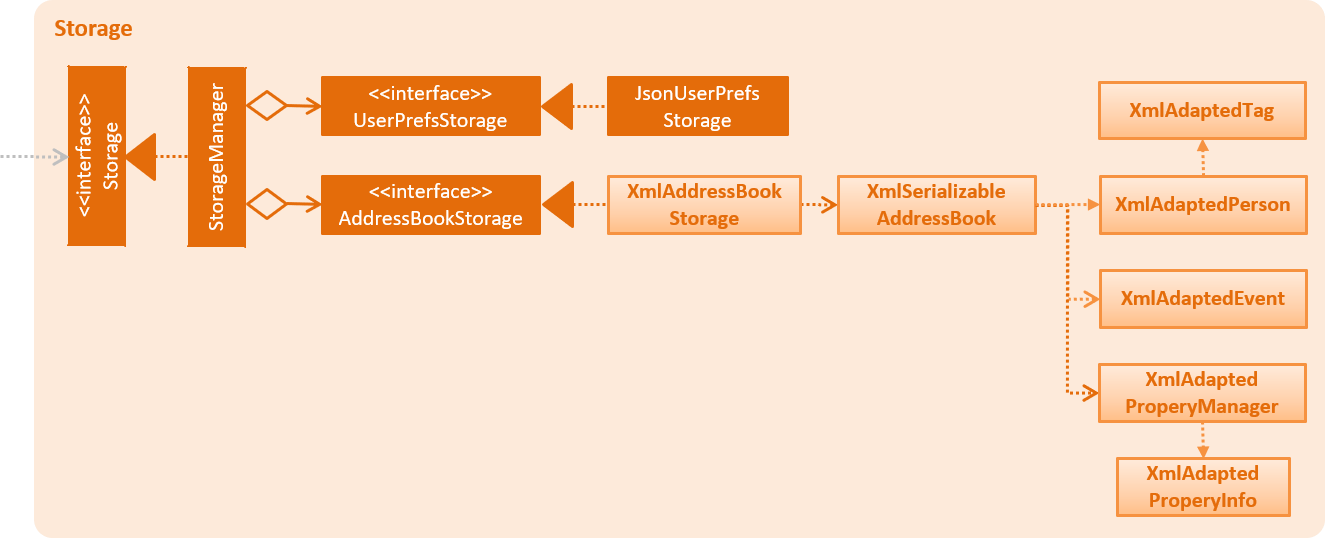 Storage
<<interface>>
Storage
StorageManager
<<interface>>
UserPrefsStorage
JsonUserPrefs
Storage
<<interface>>
AddressBookStorage
XmlAddressBook
Storage
XmlSerializable
AddressBook
XmlAdaptedTag
XmlAdaptedPerson
XmlAdaptedEvent
XmlAdapted
ProperyManager
XmlAdapted
ProperyInfo